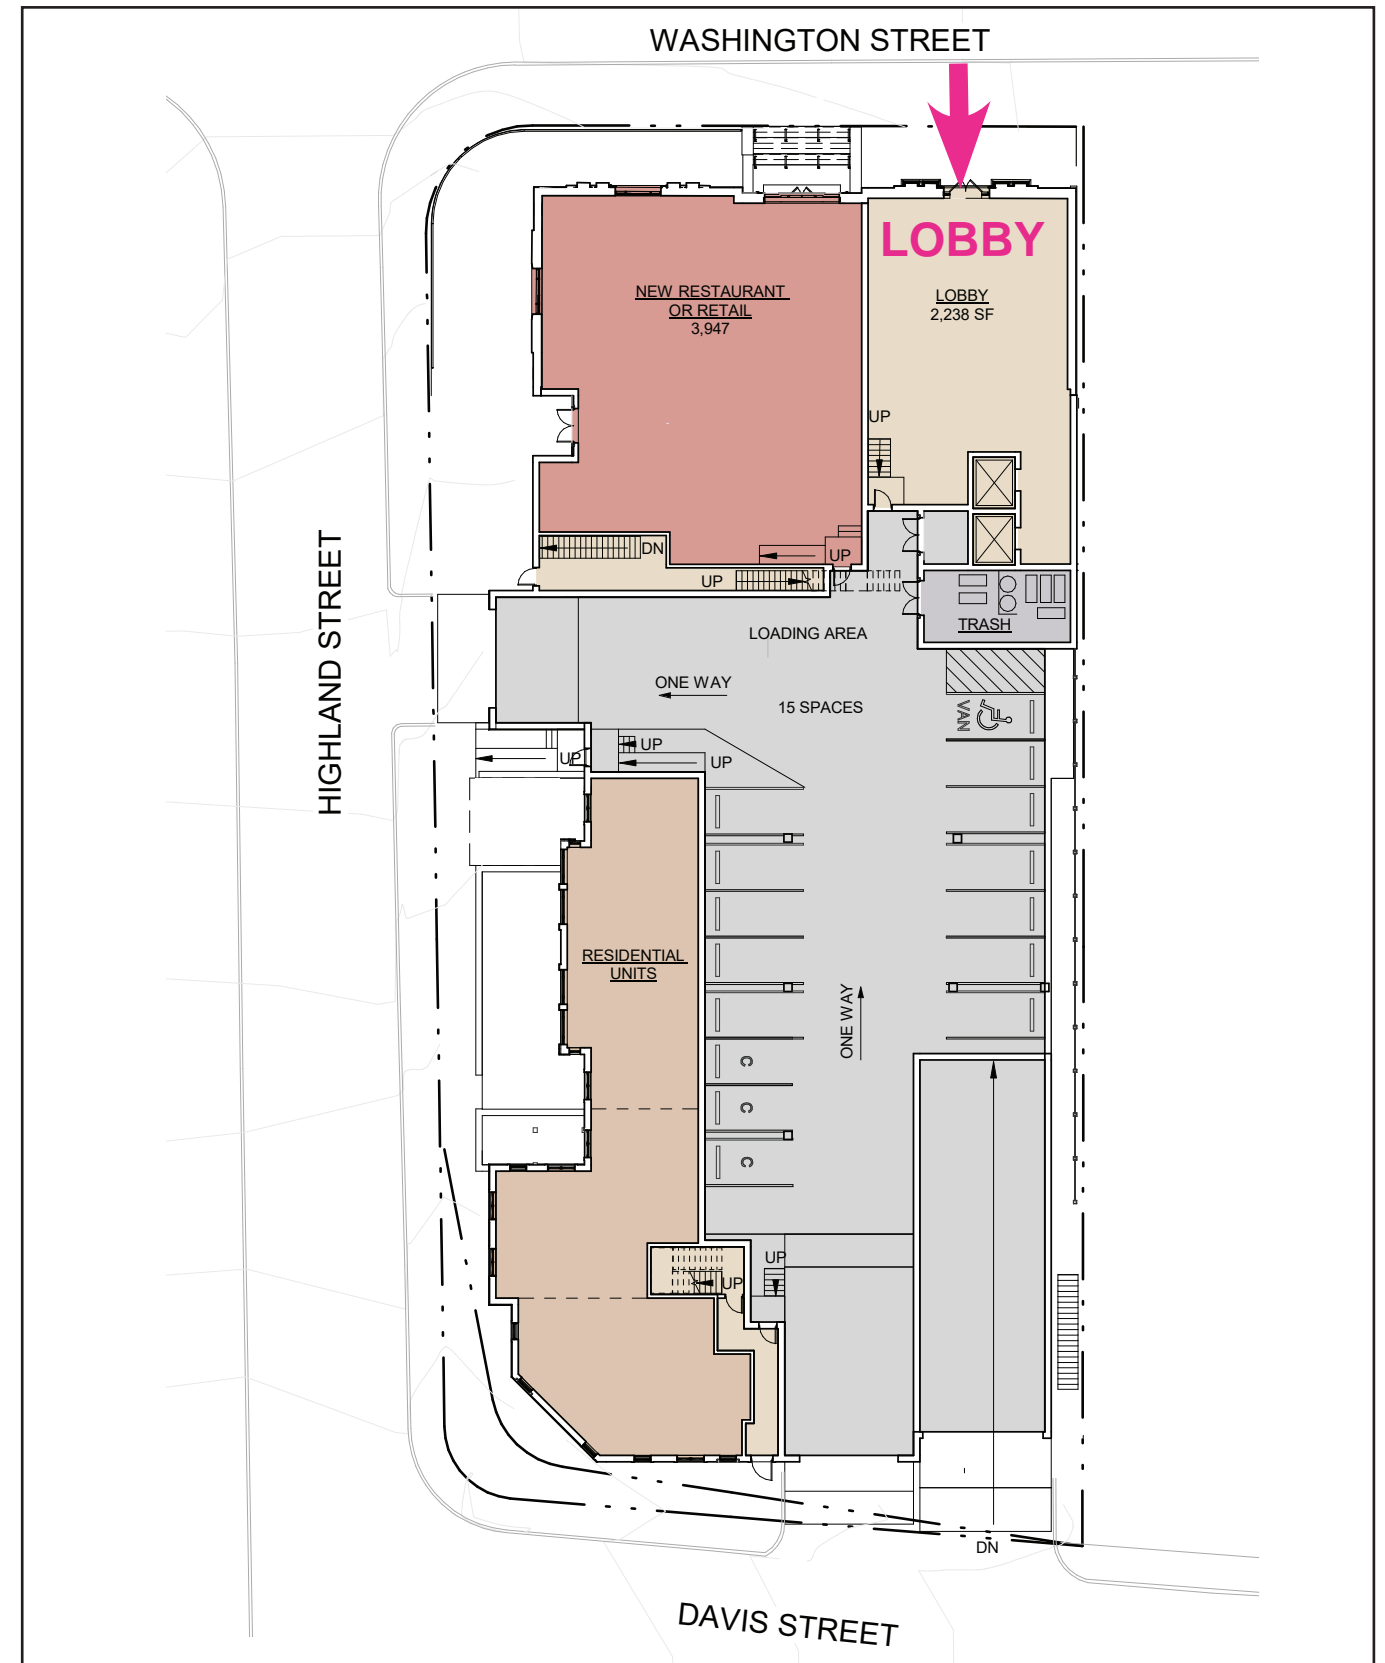 WASHINGTON STREET
LOBBY
NEW RESTAURANT
OR RETAIL
3,947
LOBBY
2,238 SF
UP
DN
UP
UP
HIGHLAND STREET
TRASH
LOADING AREA
ONE WAY
15 SPACES
VAN
UP
UP
UP
RESIDENTIAL
UNITS
ONE WAY
C
C
C
UP
UP
DN
DAVIS STREET